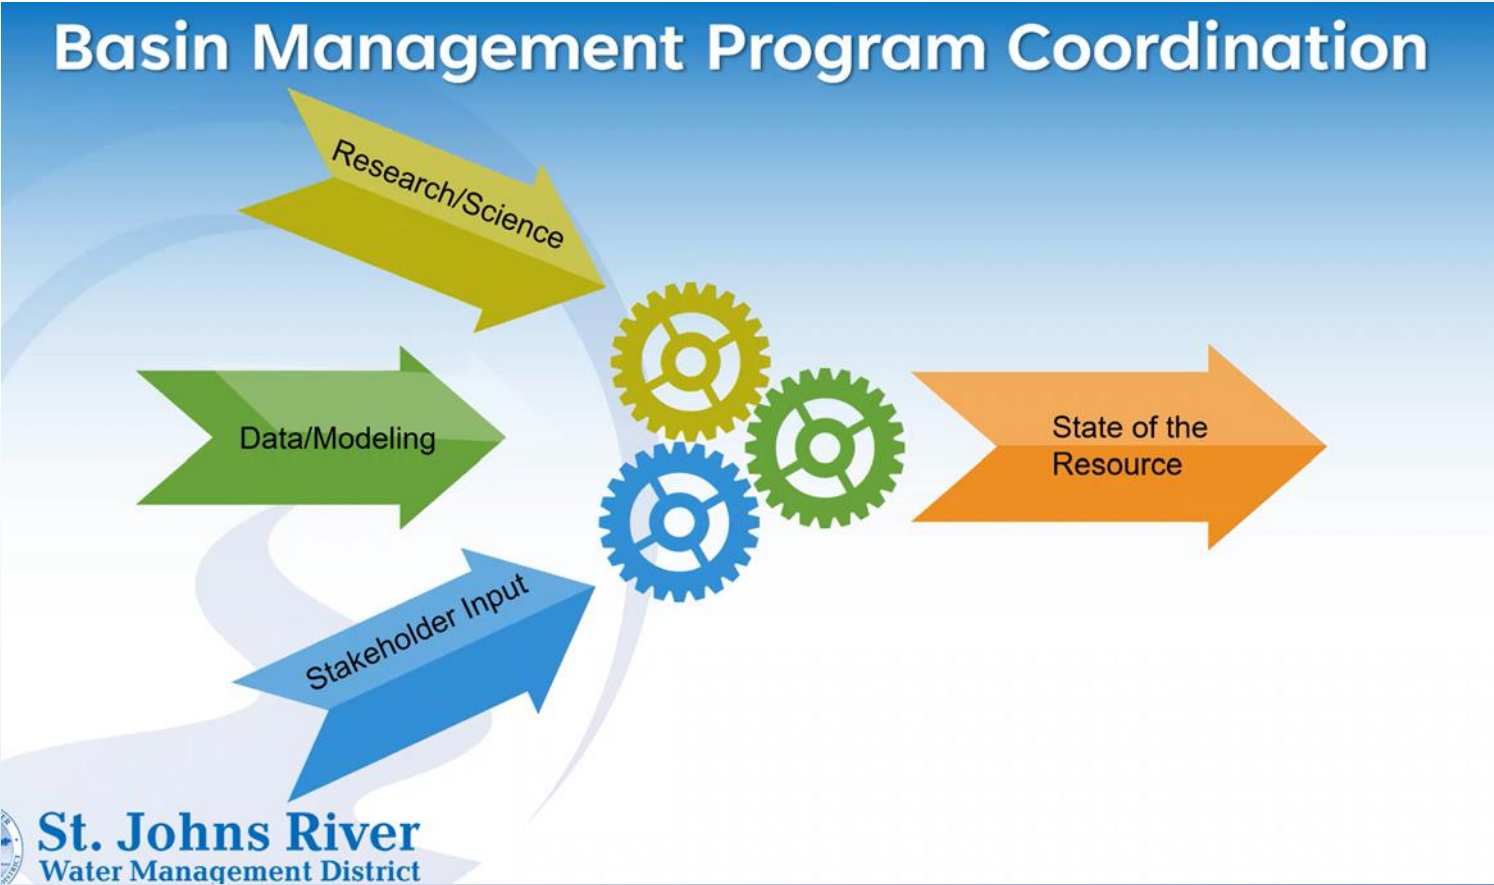 Basin Management Program Coordination
Research/Science
Data/Modeling
Stakeholder Input
State of the
Resource
St. Johns River
Water Management District